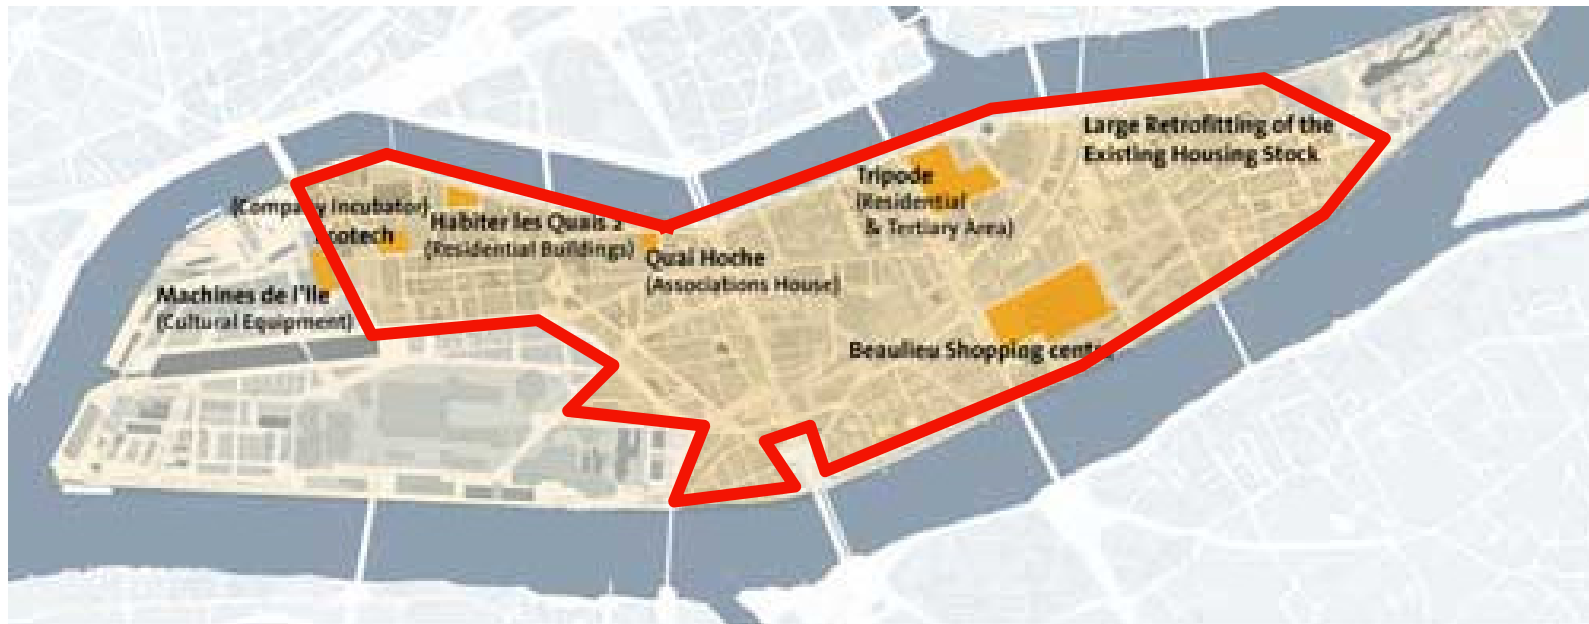 Large Retrofitting of the
Existing Housing Stock
Tripode
(Residential
& Tertiary Area)
(Company Incubator)
Habiter les Quais 2
(Residential Buildings)
Quai Hoche
(Associations House)
Machines de l'Ile
(Cultural Equipment)
Beaulieu Shopping centre